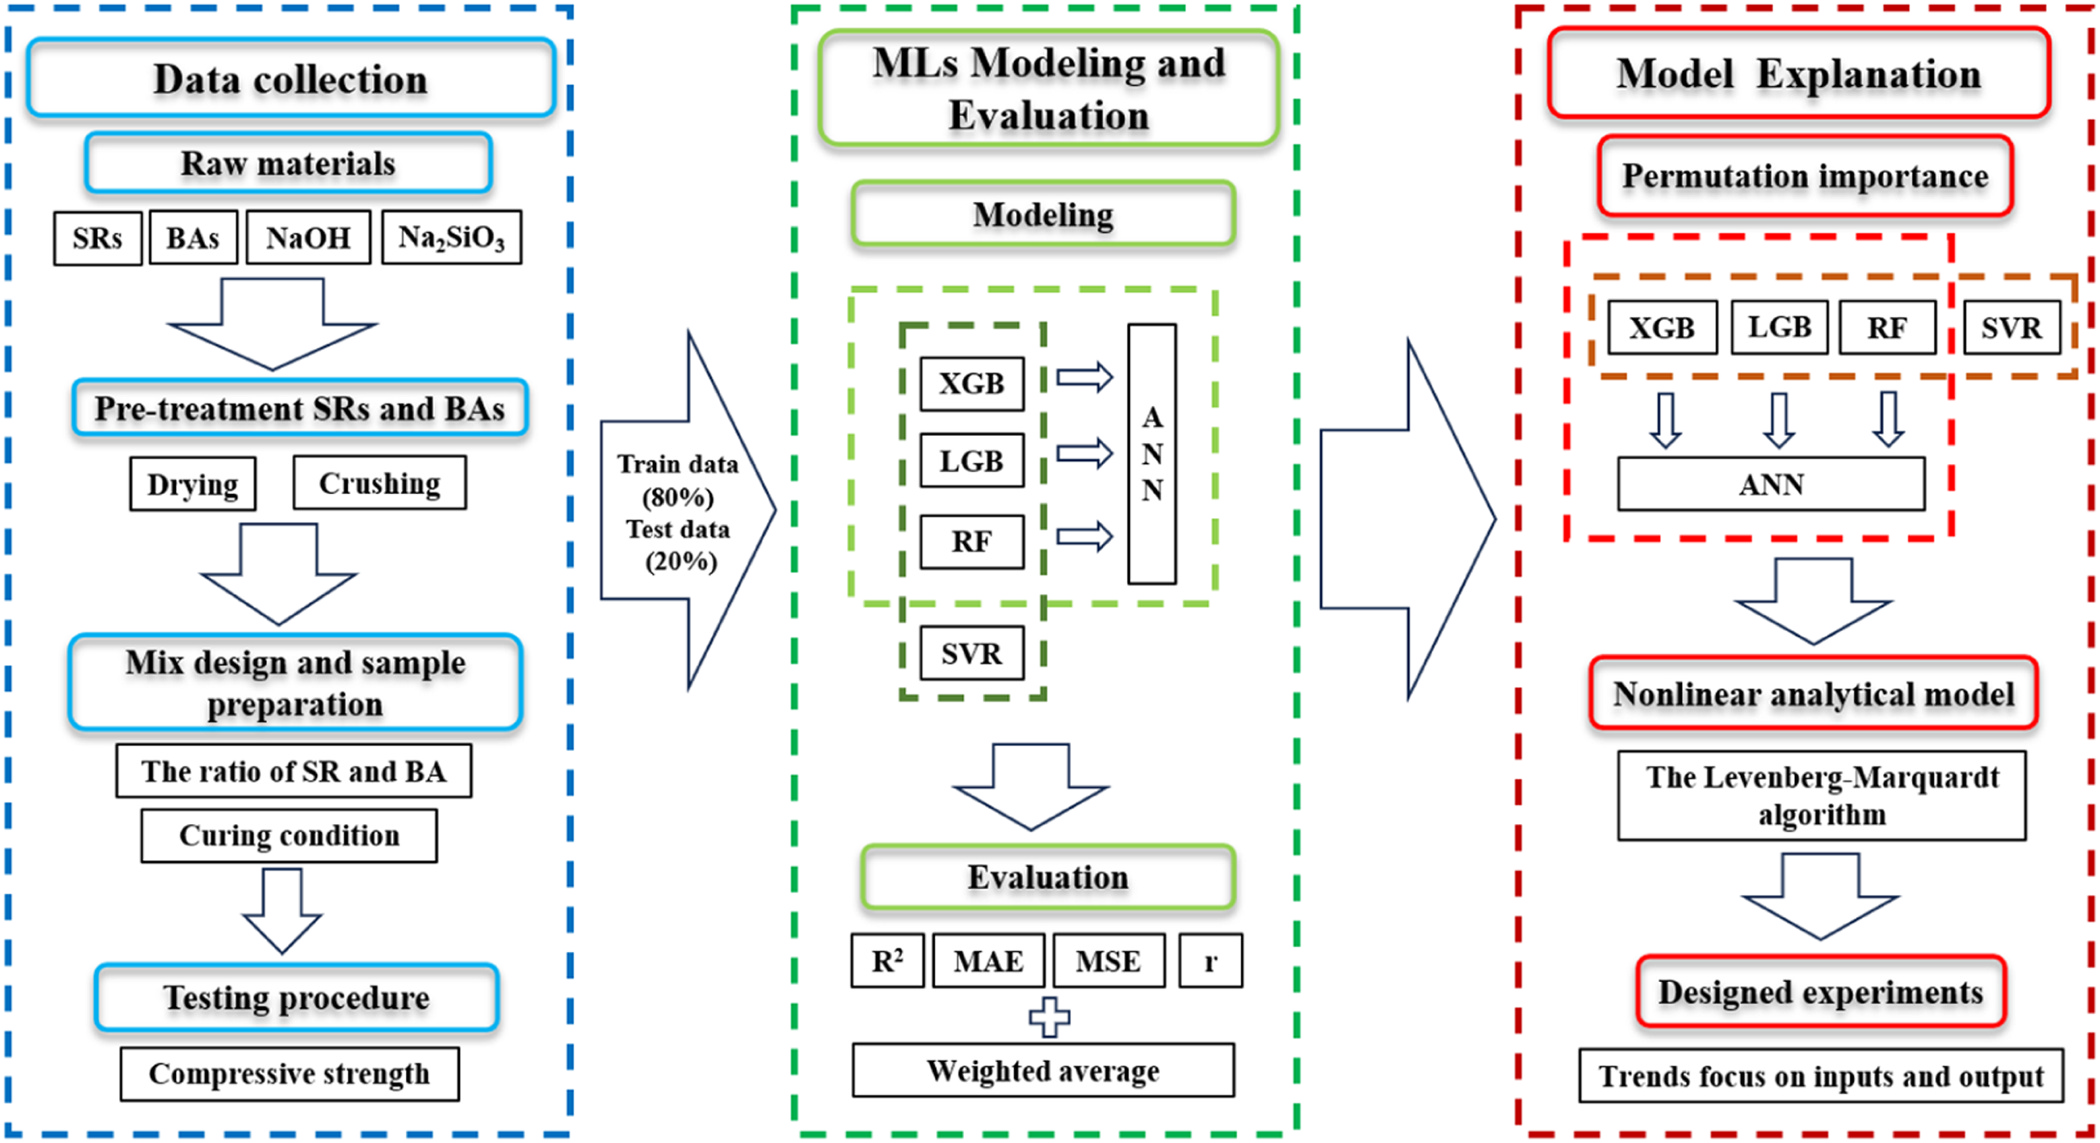 Data collection
Raw materials
SRs
BAs
NaOH
Na₂SiO₃
Pre-treatment SRs and BAs
Drying
Crushing
Mix design and sample
preparation
The ratio of SR and BA
Curing condition
Testing procedure
Compressive strength
Train data
(80%)
Test data
(20%)
MLs Modeling and
Evaluation
Modeling
XGB
LGB
RF
SVR
A
N
N
Evaluation
R²
MAE
MSE
r
Weighted average
Model Explanation
Permutation importance
XGB
LGB
RF
SVR
ANN
Nonlinear analytical model
The Levenberg-Marquardt
algorithm
Designed experiments
Trends focus on inputs and output